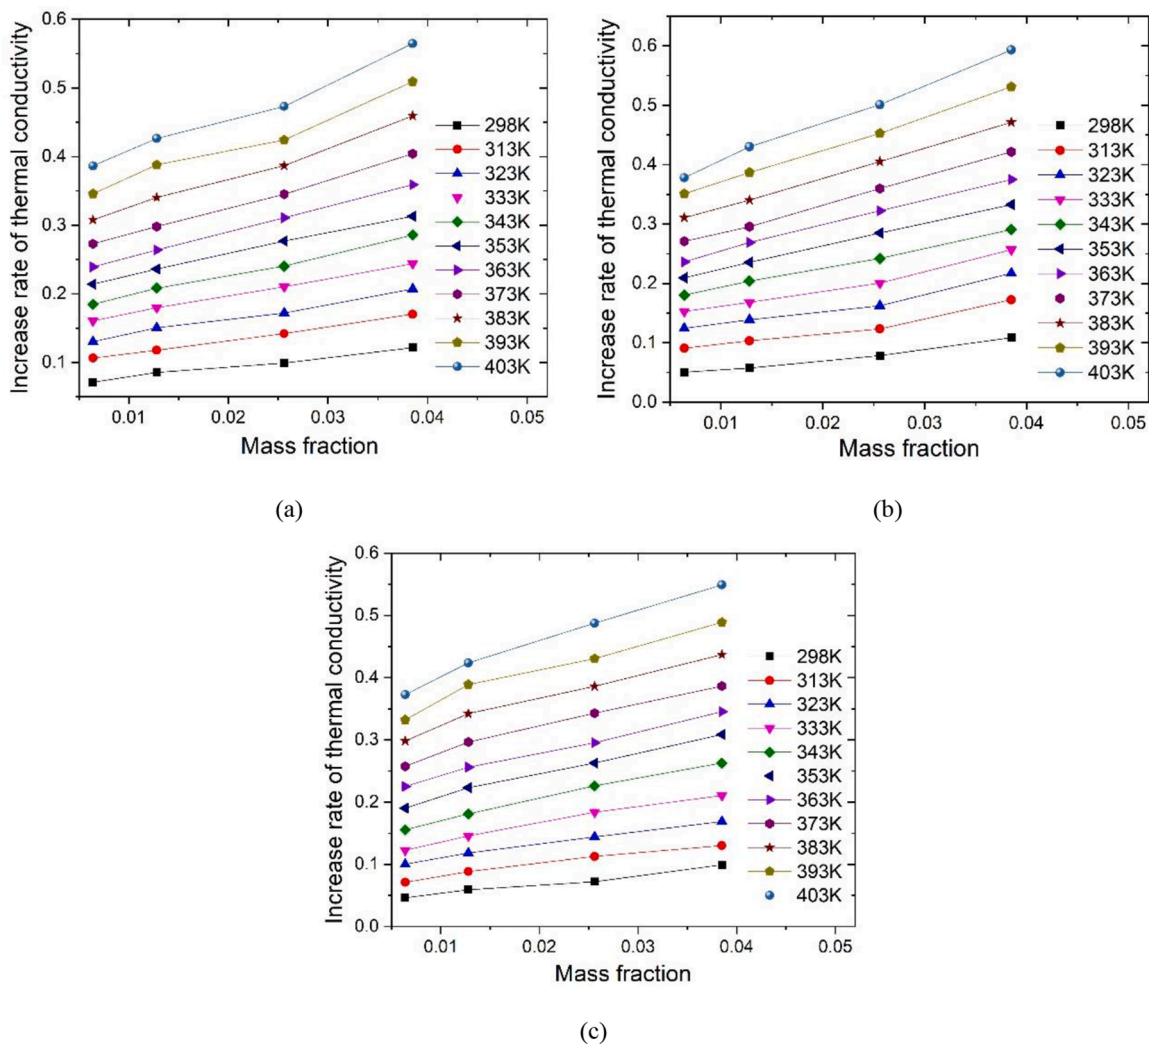 Increase rate of thermal conductivity
0.6
0.5
0.4
0.3
0.2
0.1
298K
313K
323K
333K
343K
353K
363K
373K
383K
393K
403K
0.01 0.02 0.03 0.04 0.05
Mass fraction
(a)
Increase rate of thermal conductivity
0.6
0.5
0.4
0.3
0.2
0.1
0.0
298K
313K
323K
333K
343K
353K
363K
373K
383K
393K
403K
0.01 0.02 0.03 0.04 0.05
Mass fraction
(b)
Increase rate of thermal conductivity
0.6
0.5
0.4
0.3
0.2
0.1
0.0
298K
313K
323K
333K
343K
353K
363K
373K
383K
393K
403K
0.01 0.02 0.03 0.04 0.05
Mass fraction
(c)